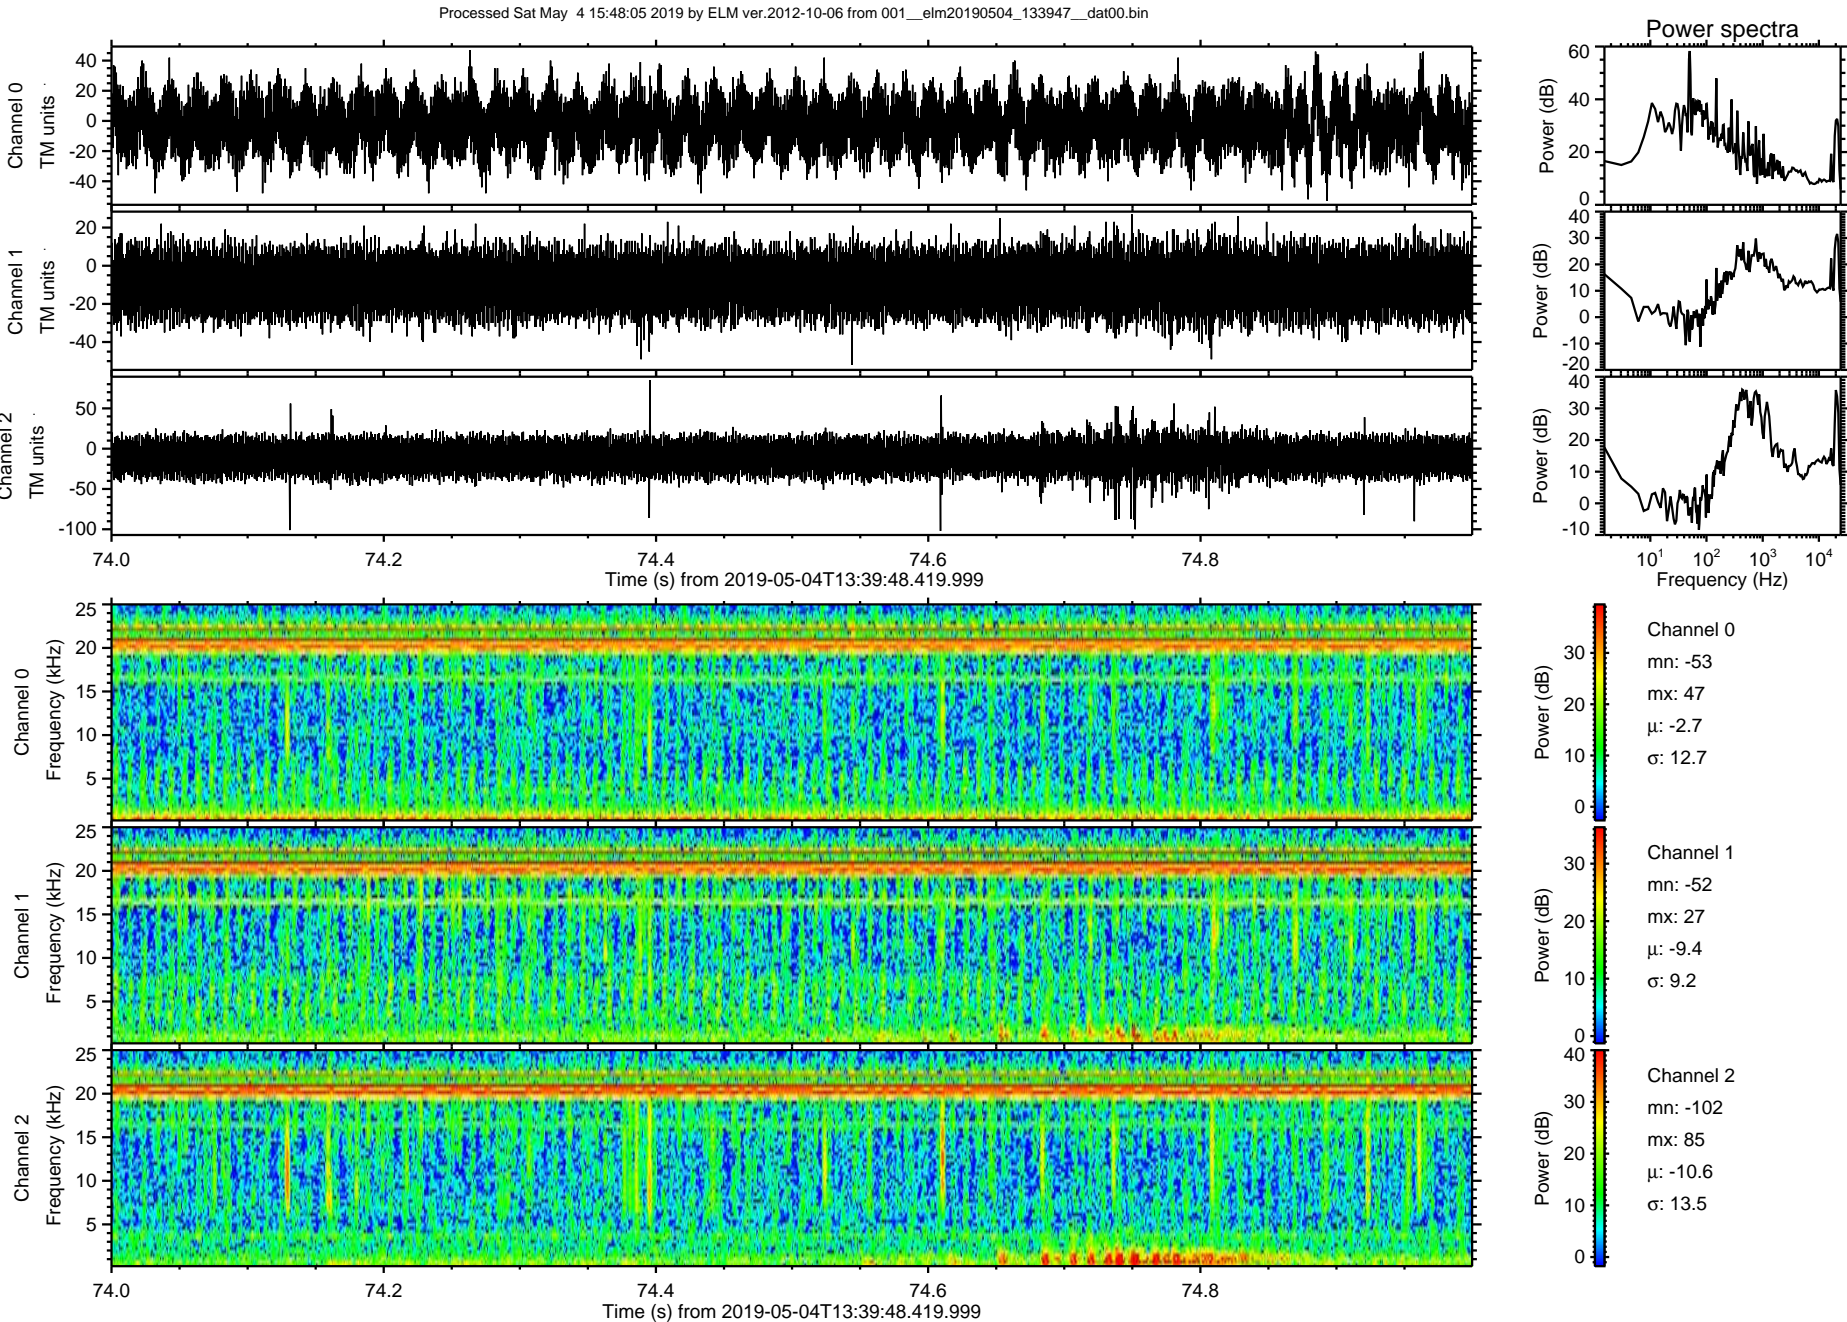 Processed Sat May 4 15:48:05 2019 by ELM ver.2012-10-06 from 001__elm20190504_133947__dat00.bin
Power spectra
Channel 0
TM units
40
20
0
-20
-40
Power (dB)
60
40
20
0
Channel 1
TM units
20
0
-20
-40
Power (dB)
40
30
20
10
0
-10
-20
Channel 2
TM units
50
0
-50
-100
Power (dB)
40
30
20
10
0
-10
74.0 74.2 74.4 74.6 74.8
Time (s) from 2019-05-04T13:39:48.419.999
10^1 10^2 10^3 10^4
Frequency (Hz)
Channel 0
Frequency (kHz)
25
20
15
10
5
Power (dB)
30
20
10
0
Channel 0
mn: -53
mx: 47
μ: -2.7
σ: 12.7
Channel 1
Frequency (kHz)
25
20
15
10
5
Power (dB)
30
20
10
0
Channel 1
mn: -52
mx: 27
μ: -9.4
σ: 9.2
Channel 2
Frequency (kHz)
25
20
15
10
5
Power (dB)
40
30
20
10
0
Channel 2
mn: -102
mx: 85
μ: -10.6
σ: 13.5
74.0 74.2 74.4 74.6 74.8
Time (s) from 2019-05-04T13:39:48.419.999